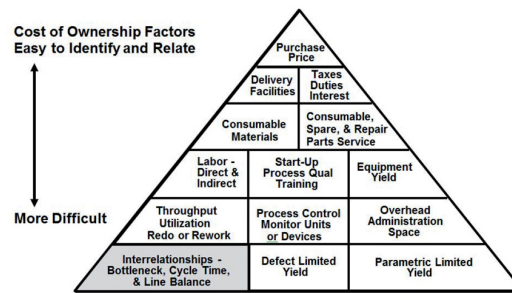 Cost of Ownership Factors
Easy to Identify and Relate
More Difficult
Purchase
Price
Delivery
Facilities
Taxes
Duties
Interest
Consumable
Materials
Consumable,
Spare, & Repair
Parts Service
Labor -
Direct &
Indirect
Start-Up
Process Qual
Training
Equipment
Yield
Throughput
Utilization
Redo or Rework
Process Control
Monitor Units
or Devices
Overhead
Administration
Space
Interrelationships -
Bottleneck, Cycle Time,
& Line Balance
Defect Limited
Yield
Parametric Limited
Yield